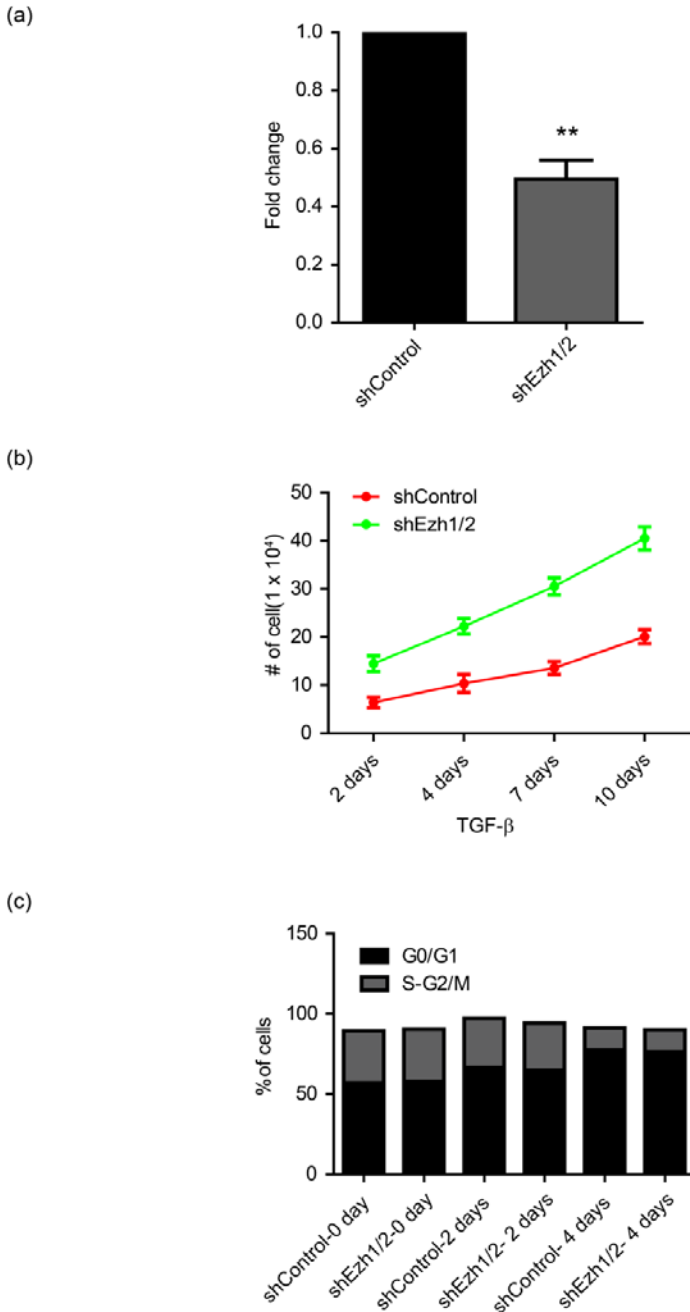 (a)
1.0
0.8
0.6
0.4
0.2
0.0
Fold change
**
shControl
shEzh1/2
(b)
50
40
30
20
10
0
# of cell(1 x 10⁴)
shControl
shEzh1/2
2 days
4 days
7 days
10 days
TGF-β
(c)
150
100
50
0
% of cells
G0/G1
S-G2/M
shControl-0 day
shEzh1/2-0 day
shControl-2 days
shEzh1/2- 2 days
shControl- 4 days
shEzh1/2- 4 days